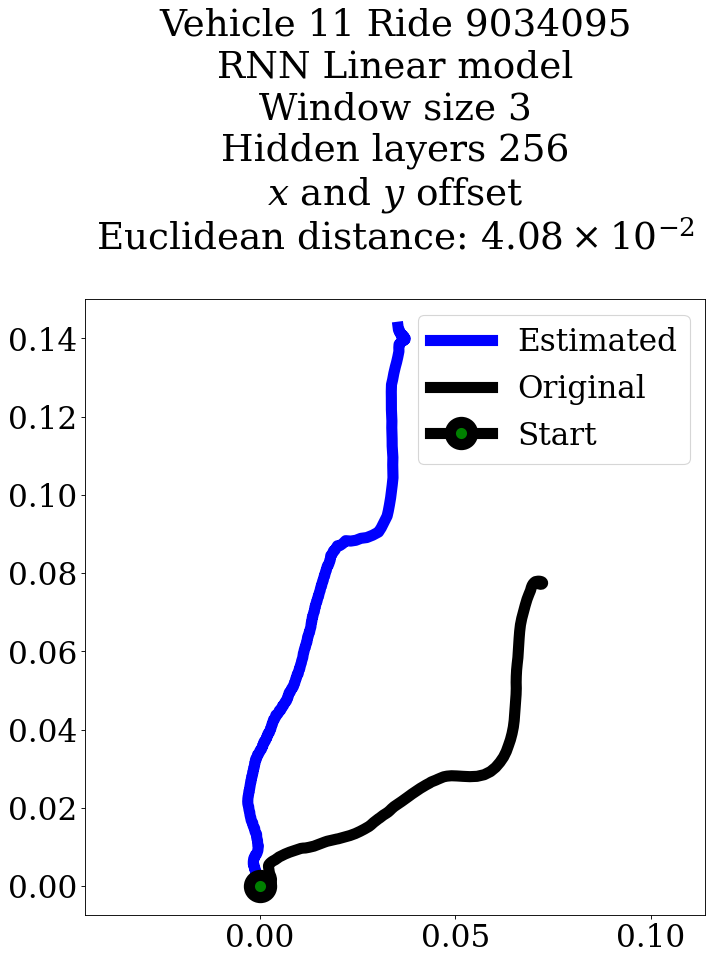 Vehicle 11 Ride 9034095
RNN Linear model
Window size 3
Hidden layers 256
x and y offset
Euclidean distance: 4.08 × 10⁻²
Estimated
Original
Start
0.14
0.12
0.10
0.08
0.06
0.04
0.02
0.00
0.00 0.05 0.10